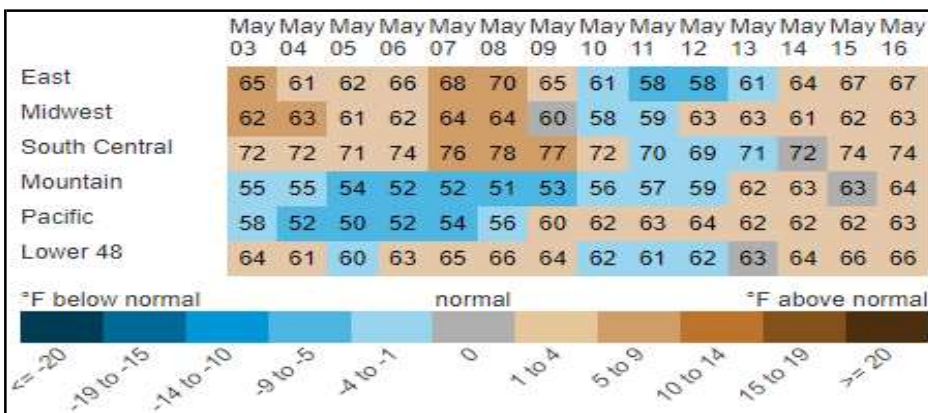 May May May May May May May May May May May May May May
03 04 05 06 07 08 09 10 11 12 13 14 15 16
East 65 61 62 66 68 70 65 61 58 58 61 64 67 67
Midwest 62 63 61 62 64 64 60 58 59 63 63 61 62 63
South Central 72 72 71 74 76 78 77 72 70 69 71 72 74 74
Mountain 55 55 54 52 52 51 53 56 57 59 62 63 63 64
Pacific 58 52 50 52 54 56 60 62 63 64 62 62 62 63
Lower 48 64 61 60 63 65 66 64 62 61 62 63 64 66 66
°F below normal normal °F above normal
<= -20 -19 to -15 -14 to -10 -9 to -5 -4 to -1 0 1 to 4 5 to 9 10 to 14 15 to 19 >= 20